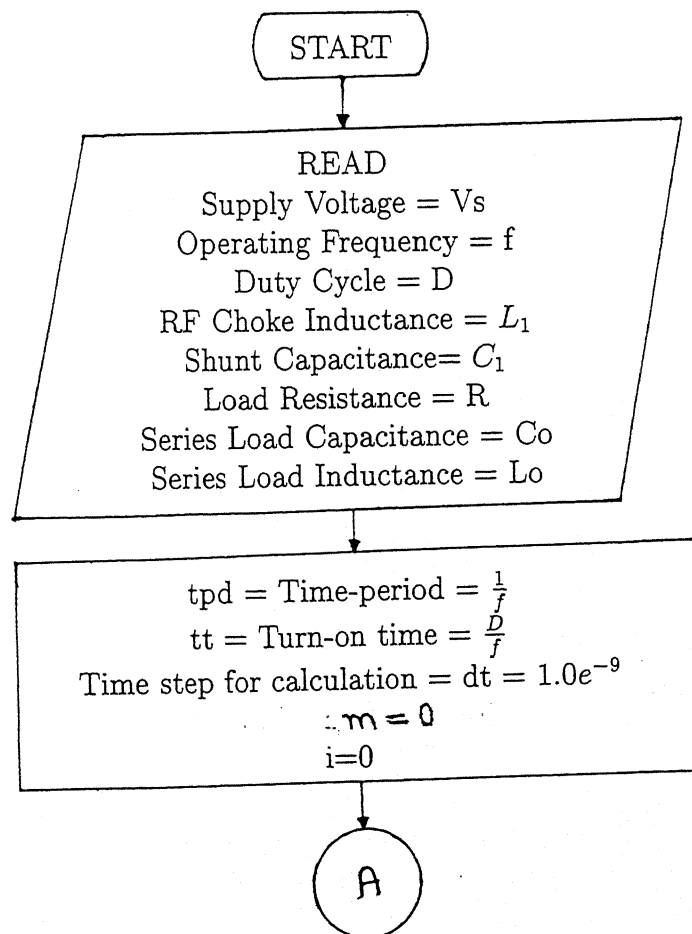 START
READ
Supply Voltage = Vs
Operating Frequency = f
Duty Cycle = D
RF Choke Inductance = L₁
Shunt Capacitance= C₁
Load Resistance = R
Series Load Capacitance = Co
Series Load Inductance = Lo
tpd = Time-period = 1/f
tt = Turn-on time = D/f
Time step for calculation = dt = 1.0e⁻⁹
m = 0
i=0
A